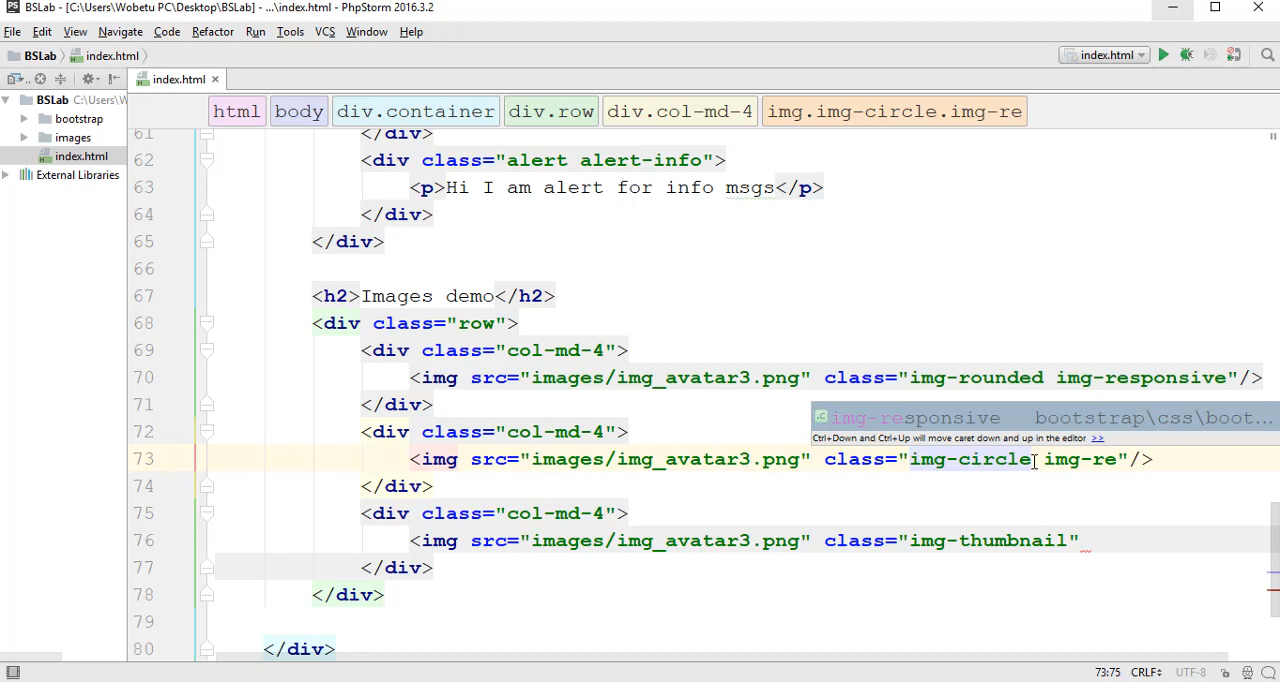 BSLab - [C:\Users\Wobetu PC\Desktop\BSLab] - ...\index.html - PhpStorm 2016.3.2
File Edit View Navigate Code Refactor Run Tools VCS Window Help
BSLab index.html index.html
index.html
BSLab C:\Users\W
bootstrap
images
index.html
External Libraries
html body div.container div.row div.col-md-4 img.img-circle.img-re
61 </div>
62 <div class="alert alert-info">
63 <p>Hi I am alert for info msgs</p>
64 </div>
65 </div>
66
67 <h2>Images demo</h2>
68 <div class="row">
69 <div class="col-md-4">
70 <img src="images/img_avatar3.png" class="img-rounded img-responsive"/>
71 </div>
72 <div class="col-md-4">
img-responsive bootstrap\css\boot...
Ctrl+Down and Ctrl+Up will move caret down and up in the editor >>
73 <img src="images/img_avatar3.png" class="img-circle img-re"/>
74 </div>
75 <div class="col-md-4">
76 <img src="images/img_avatar3.png" class="img-thumbnail"
77 </div>
78 </div>
79
80 </div>
73:75 CRLF UTF-8